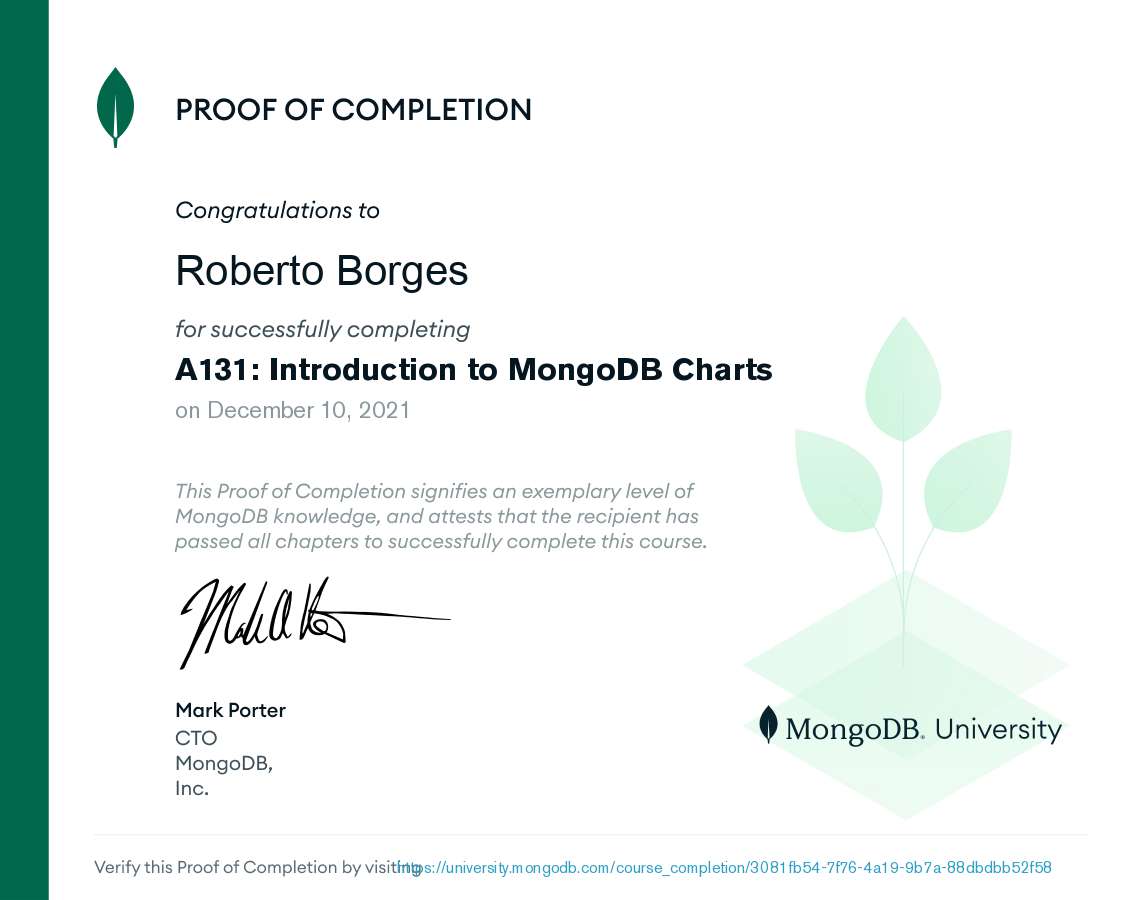 PROOF OF COMPLETION
Congratulations to
Roberto Borges
for successfully completing
A131: Introduction to MongoDB Charts
on December 10, 2021
This Proof of Completion signifies an exemplary level of
MongoDB knowledge, and attests that the recipient has
passed all chapters to successfully complete this course.
Mark Porter
CTO
MongoDB,
Inc.
MongoDB. University
Verify this Proof of Completion by visiting https://university.mongodb.com/course_completion/3081fb54-7f76-4a19-9b7a-88dbdbb52f58